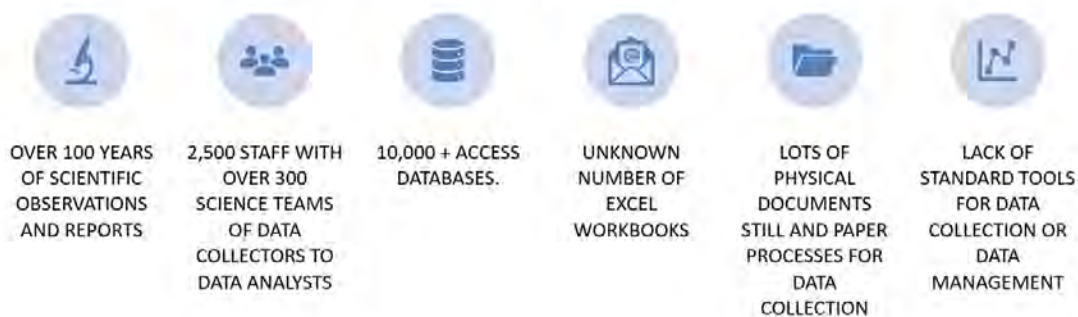 OVER 100 YEARS
OF SCIENTIFIC
OBSERVATIONS
AND REPORTS
2,500 STAFF WITH
OVER 300
SCIENCE TEAMS
OF DATA
COLLECTORS TO
DATA ANALYSTS
10,000 + ACCESS
DATABASES.
UNKNOWN
NUMBER OF
EXCEL
WORKBOOKS
LOTS OF
PHYSICAL
DOCUMENTS
STILL AND PAPER
PROCESSES FOR
DATA
COLLECTION
LACK OF
STANDARD TOOLS
FOR DATA
COLLECTION OR
DATA
MANAGEMENT